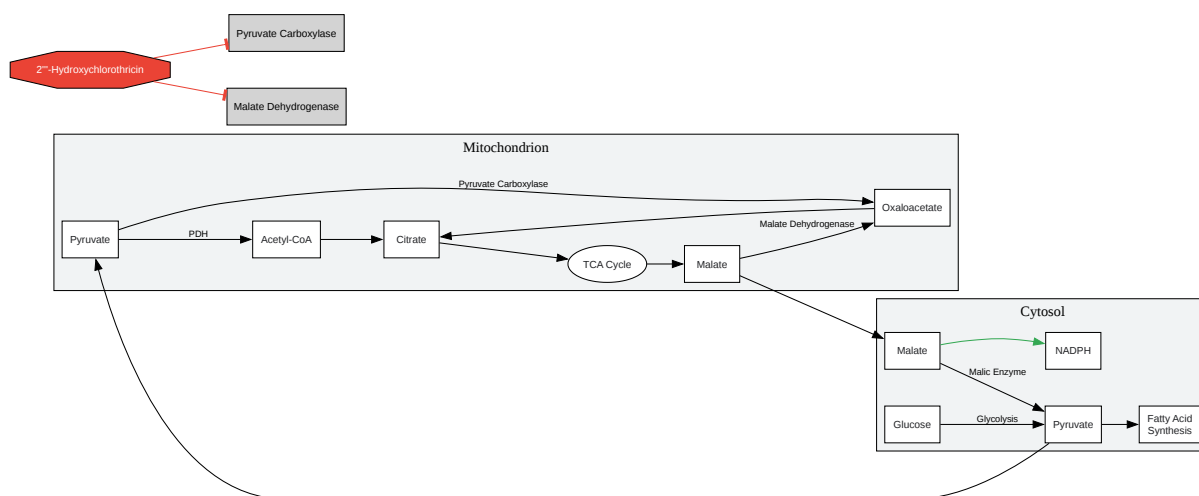 Pyruvate Carboxylase
2""-Hydroxychlorothricin
Malate Dehydrogenase
Mitochondrion
Pyruvate Carboxylase
Oxaloacetate
Malate Dehydrogenase
Pyruvate
PDH
Acetyl-CoA
Citrate
TCA Cycle
Malate
Cytosol
Malate
NADPH
Malic Enzyme
Glucose
Glycolysis
Pyruvate
Fatty Acid
Synthesis